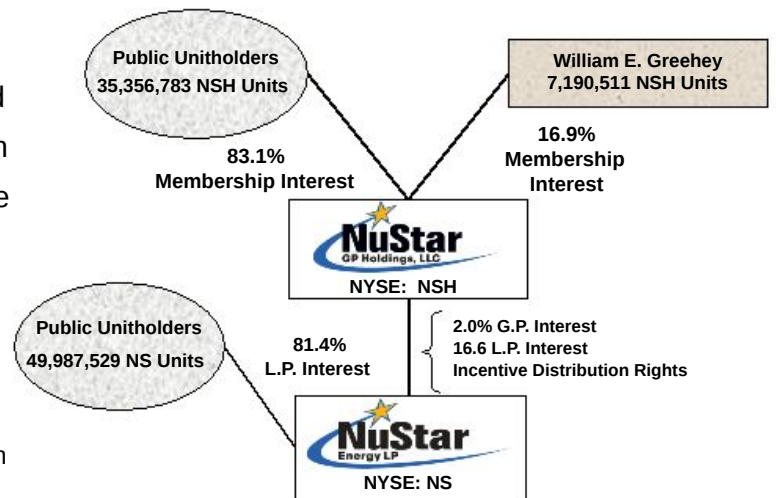 Public Unitholders
35,356,783 NSH Units
William E. Greehey
7,190,511 NSH Units
83.1%
Membership Interest
16.9%
Membership
Interest
NuStar
GP Holdings, LLC
NYSE: NSH
Public Unitholders
49,987,529 NS Units
81.4%
L.P. Interest
2.0% G.P. Interest
16.6 L.P. Interest
Incentive Distribution Rights
NuStar
Energy LP
NYSE: NS